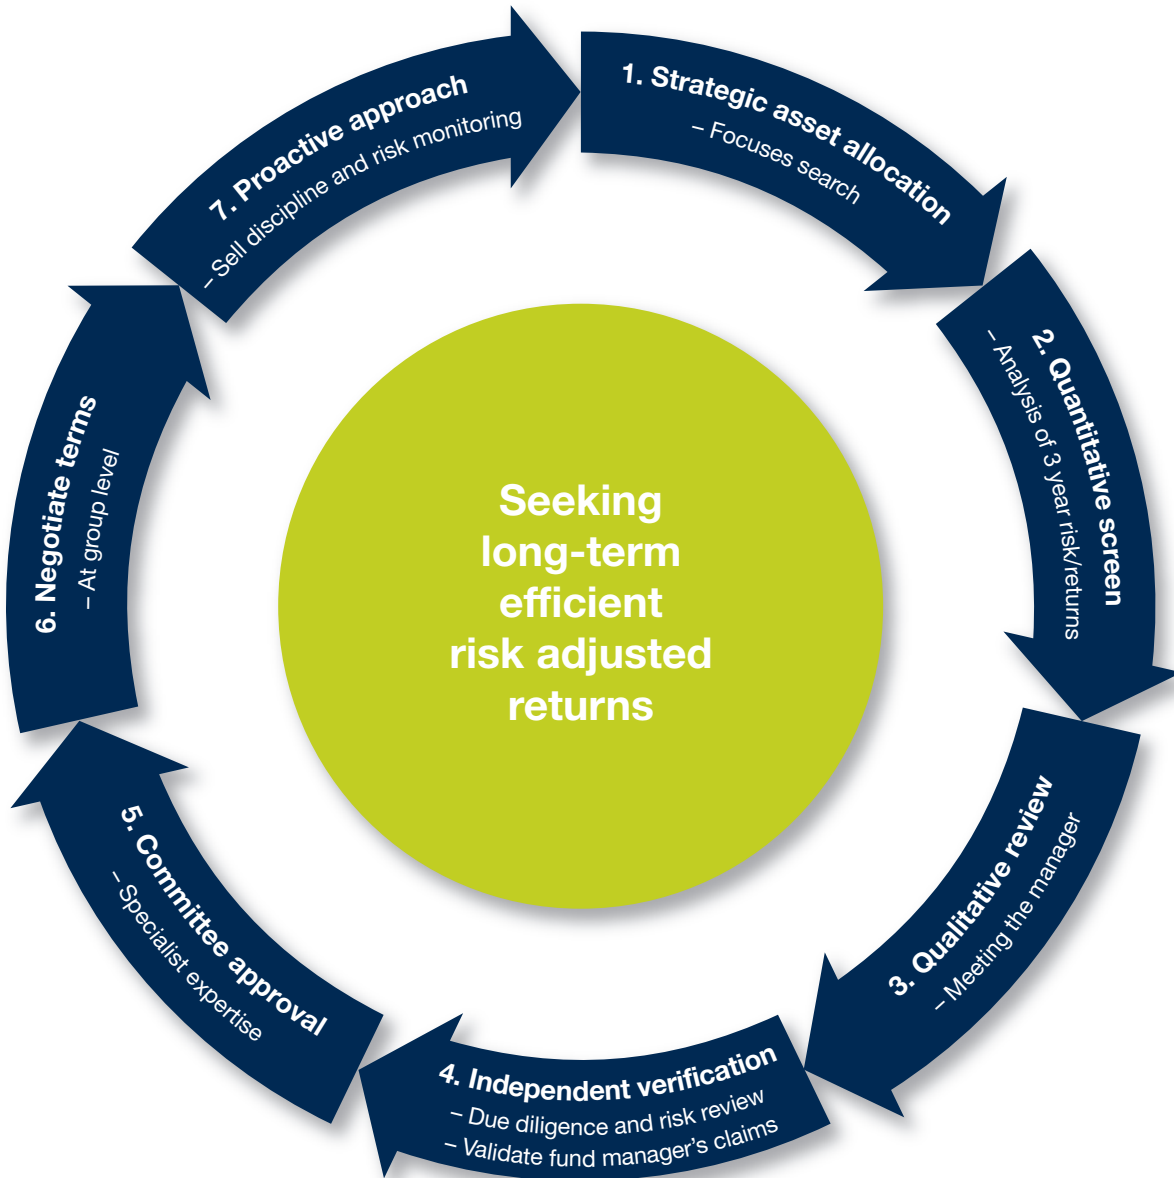 1. Strategic asset allocation
– Focuses search
2. Quantitative screen
– Analysis of 3 year risk/returns
3. Qualitative review
– Meeting the manager
4. Independent verification
– Due diligence and risk review
– Validate fund manager’s claims
5. Committee approval
– Specialist expertise
6. Negotiate terms
– At group level
7. Proactive approach
– Sell discipline and risk monitoring
Seeking
long-term
efficient
risk adjusted
returns